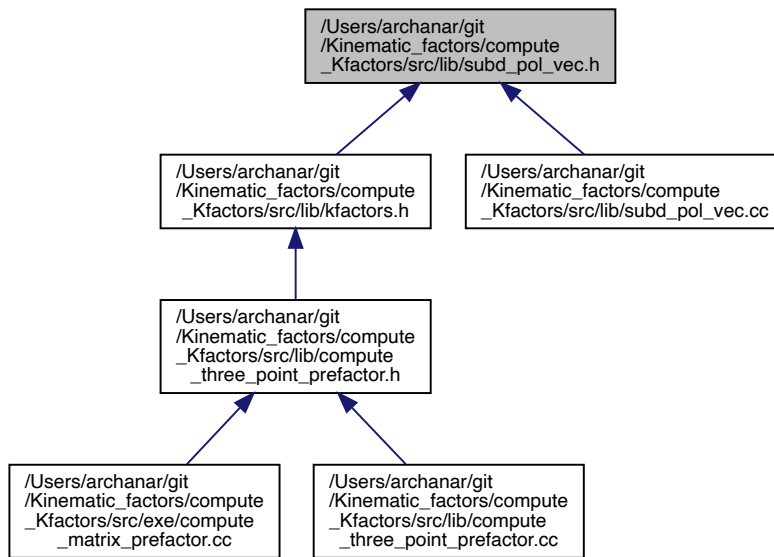 /Users/archanar/git
/Kinematic_factors/compute
_Kfactors/src/lib/subd_pol_vec.h
/Users/archanar/git
/Kinematic_factors/compute
_Kfactors/src/lib/kfactors.h
/Users/archanar/git
/Kinematic_factors/compute
_Kfactors/src/lib/subd_pol_vec.cc
/Users/archanar/git
/Kinematic_factors/compute
_Kfactors/src/lib/compute
_three_point_prefactor.h
/Users/archanar/git
/Kinematic_factors/compute
_Kfactors/src/exe/compute
_matrix_prefactor.cc
/Users/archanar/git
/Kinematic_factors/compute
_Kfactors/src/lib/compute
_three_point_prefactor.cc